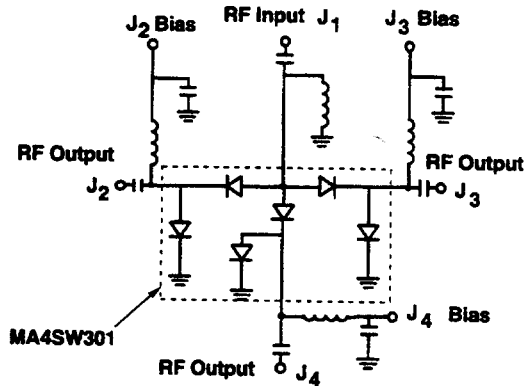 J2 Bias
RF Input J1
J3 Bias
RF Output
J2
RF Output
J3
MA4SW301
J4 Bias
RF Output
J4